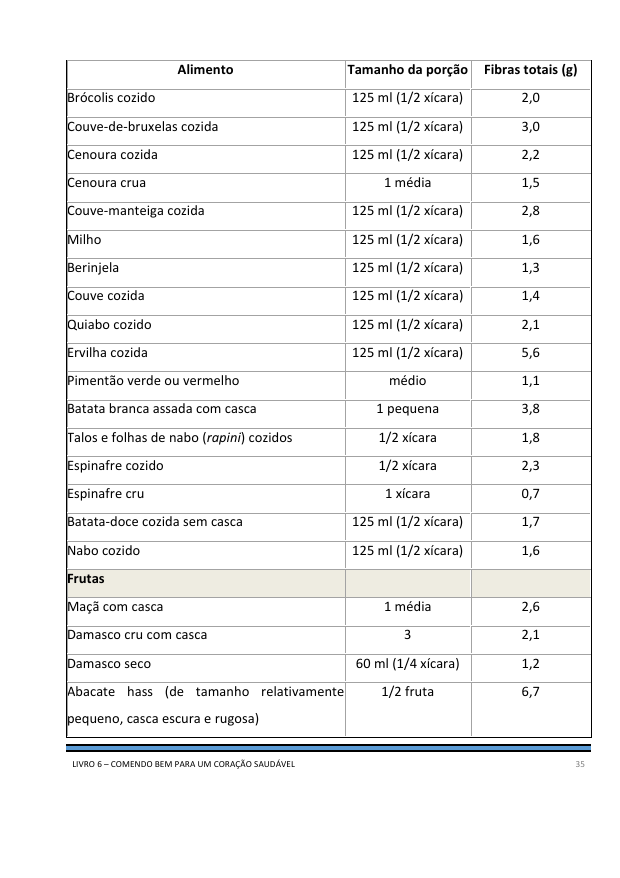 Alimento Tamanho da porção Fibras totais (g)
Brócolis cozido 125 ml (1/2 xícara) 2,0
Couve-de-bruxelas cozida 125 ml (1/2 xícara) 3,0
Cenoura cozida 125 ml (1/2 xícara) 2,2
Cenoura crua 1 média 1,5
Couve-manteiga cozida 125 ml (1/2 xícara) 2,8
Milho 125 ml (1/2 xícara) 1,6
Berinjela 125 ml (1/2 xícara) 1,3
Couve cozida 125 ml (1/2 xícara) 1,4
Quiabo cozido 125 ml (1/2 xícara) 2,1
Ervilha cozida 125 ml (1/2 xícara) 5,6
Pimentão verde ou vermelho médio 1,1
Batata branca assada com casca 1 pequena 3,8
Talos e folhas de nabo (rapini) cozidos 1/2 xícara 1,8
Espinafre cozido 1/2 xícara 2,3
Espinafre cru 1 xícara 0,7
Batata-doce cozida sem casca 125 ml (1/2 xícara) 1,7
Nabo cozido 125 ml (1/2 xícara) 1,6
Frutas
Maçã com casca 1 média 2,6
Damasco cru com casca 3 2,1
Damasco seco 60 ml (1/4 xícara) 1,2
Abacate hass (de tamanho relativamente 1/2 fruta 6,7
pequeno, casca escura e rugosa)
LIVRO 6 – COMENDO BEM PARA UM CORAÇÃO SAUDÁVEL 35